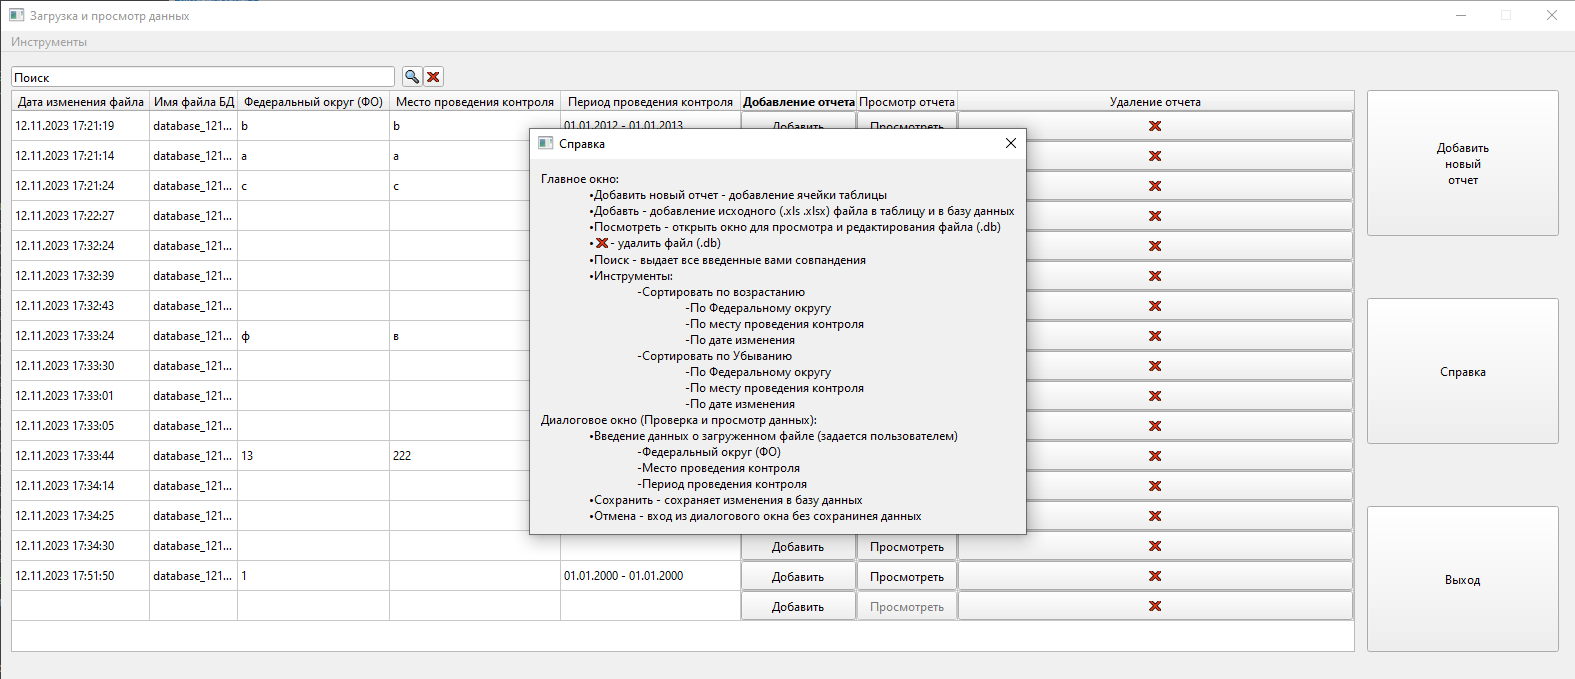 Загрузка и просмотр данных
Инструменты
Поиск
Дата изменения файла Имя файла БД Федеральный округ (ФО) Место проведения контроля Период проведения контроля Добавление отчета Просмотр отчета Удаление отчета
12.11.2023 17:21:19 database_121... b b 01.01.2012 - 01.01.2013 Добавить Просмотреть
12.11.2023 17:21:14 database_121... a a
12.11.2023 17:21:24 database_121... c c
12.11.2023 17:22:27 database_121...
12.11.2023 17:32:24 database_121...
12.11.2023 17:32:39 database_121...
12.11.2023 17:32:43 database_121...
12.11.2023 17:33:24 database_121... ф в
12.11.2023 17:33:30 database_121...
12.11.2023 17:33:01 database_121...
12.11.2023 17:33:05 database_121...
12.11.2023 17:33:44 database_121... 13 222
12.11.2023 17:34:14 database_121...
12.11.2023 17:34:25 database_121...
12.11.2023 17:34:30 database_121... Добавить Просмотреть
12.11.2023 17:51:50 database_121... 1 01.01.2000 - 01.01.2000 Добавить Просмотреть
Добавить Просмотреть
Справка
Главное окно:
•Добавить новый отчет - добавление ячейки таблицы
•Добавть - добавление исходного (.xls .xlsx) файла в таблицу и в базу данных
•Посмотреть - открыть окно для просмотра и редактирования файла (.db)
• - удалить файл (.db)
•Поиск - выдает все введенные вами совпандения
•Инструменты:
-Сортировать по возрастанию
-По Федеральному округу
-По месту проведения контроля
-По дате изменения
-Сортировать по Убыванию
-По Федеральному округу
-По месту проведения контроля
-По дате изменения
Диалоговое окно (Проверка и просмотр данных):
•Введение данных о загруженном файле (задается пользователем)
-Федеральный округ (ФО)
-Место проведения контроля
-Период проведения контроля
•Сохранить - сохраняет изменения в базу данных
•Отмена - вход из диалогового окна без сохранинея данных
Добавить
новый
отчет
Справка
Выход